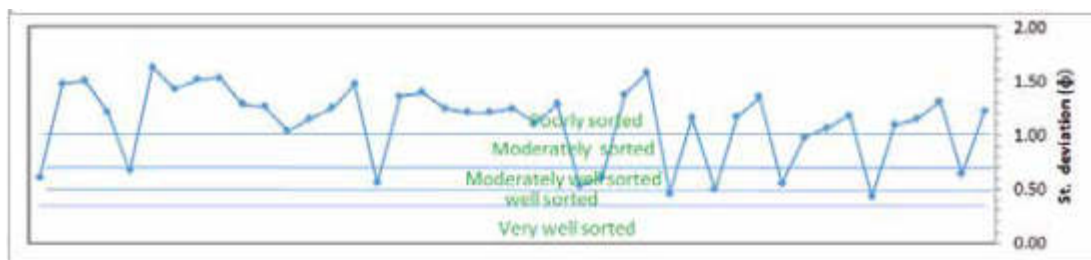 2.00
1.50
Poorly sorted
1.00
Moderately sorted
Moderately well sorted
0.50
well sorted
Very well sorted
0.00
St. deviation (ϕ)